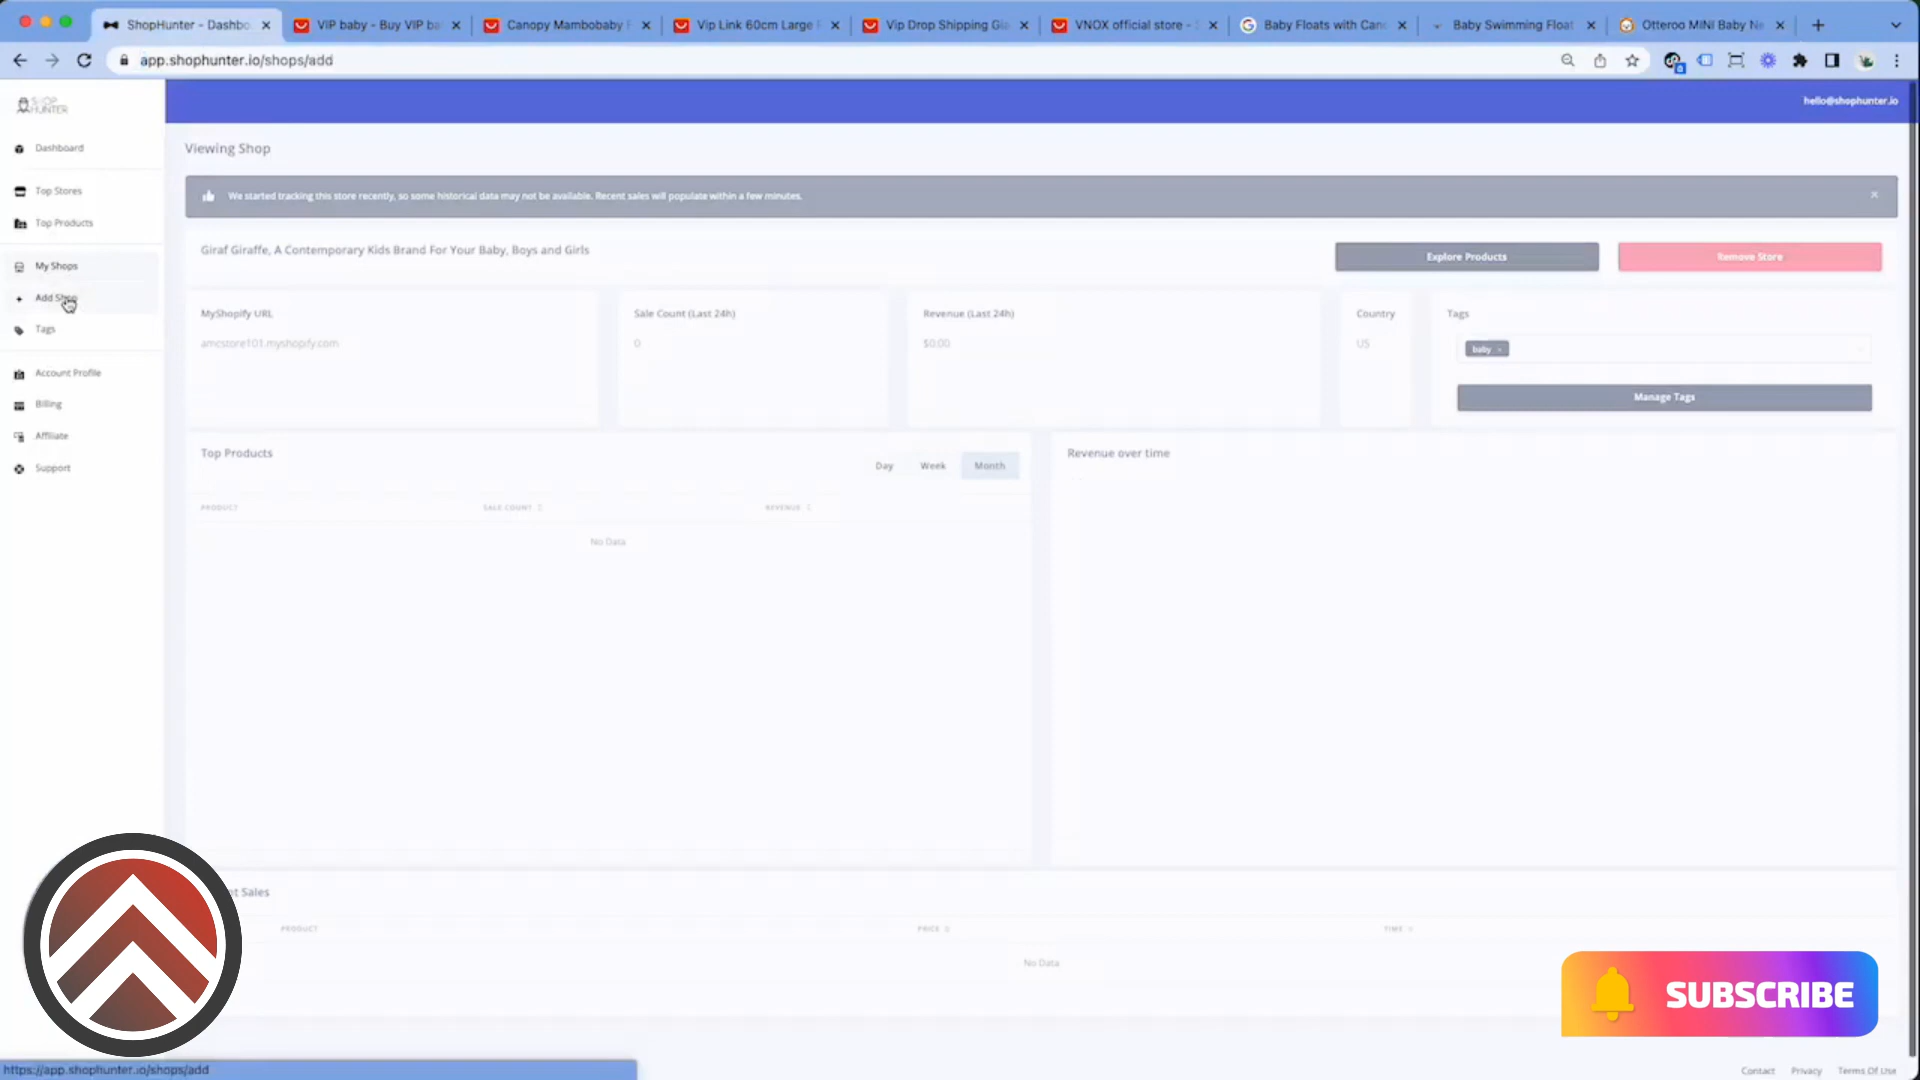 ShopHunter - Dashbo
VIP baby - Buy VIP ba
Canopy Mambobaby F
Vip Link 60cm Large F
Vip Drop Shipping Gia
VNOX official store - S
Baby Floats with Cano
Baby Swimming Float
Otteroo MINI Baby Ne
app.shophunter.io/shops/add
SHOP
HUNTER
hello@shophunter.io
Dashboard
Top Stores
Top Products
My Shops
Add Shop
Tags
Account Profile
Billing
Affiliate
Support
Viewing Shop
We started tracking this store recently, so some historical data may not be available. Recent sales will populate within a few minutes.
Giraf Giraffe, A Contemporary Kids Brand For Your Baby, Boys and Girls
Explore Products
Remove Store
MyShopify URL
amcstore101.myshopify.com
Sale Count (Last 24h)
0
Revenue (Last 24h)
$0.00
Country
US
Tags
baby
Manage Tags
Top Products
Day
Week
Month
PRODUCT
SALE COUNT
REVENUE
No Data
Revenue over time
nt Sales
PRODUCT
PRICE
TIME
No Data
SUBSCRIBE
Contact
Privacy
Terms Of Use
https://app.shophunter.io/shops/add